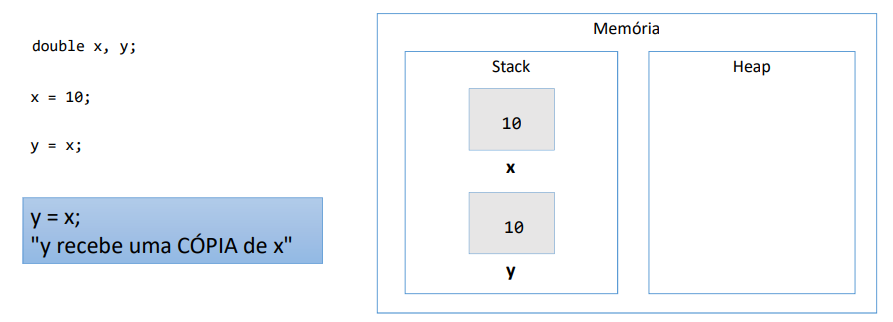 double x, y;
x = 10;
y = x;
y = x;
"y recebe uma CÓPIA de x"
Memória
Stack
10
x
10
y
Heap